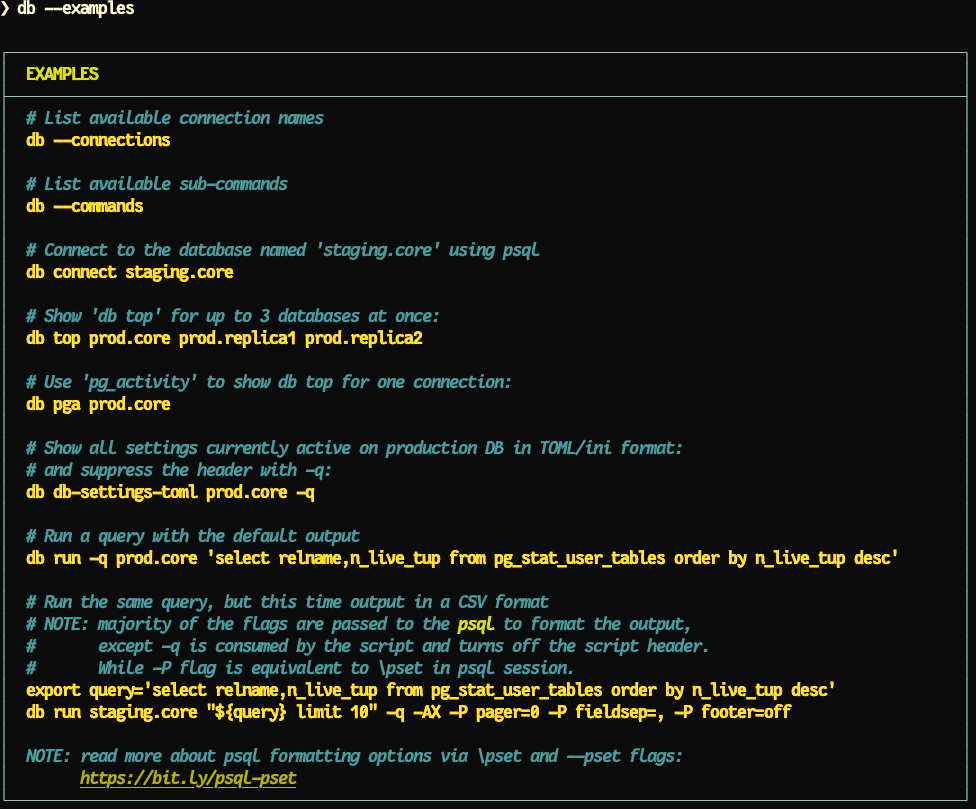 ❯ db --examples
EXAMPLES
# List available connection names
db --connections
# List available sub-commands
db --commands
# Connect to the database named 'staging.core' using psql
db connect staging.core
# Show 'db top' for up to 3 databases at once:
db top prod.core prod.replica1 prod.replica2
# Use 'pg_activity' to show db top for one connection:
db pga prod.core
# Show all settings currently active on production DB in TOML/ini format:
# and suppress the header with -q:
db db-settings-toml prod.core -q
# Run a query with the default output
db run -q prod.core 'select relname,n_live_tup from pg_stat_user_tables order by n_live_tup desc'
# Run the same query, but this time output in a CSV format
# NOTE: majority of the flags are passed to the psql to format the output,
#       except -q is consumed by the script and turns off the script header.
#       While -P flag is equivalent to \pset in psql session.
export query='select relname,n_live_tup from pg_stat_user_tables order by n_live_tup desc'
db run staging.core "${query} limit 10" -q -AX -P pager=0 -P fieldsep=, -P footer=off
NOTE: read more about psql formatting options via \pset and --pset flags:
https://bit.ly/psql-pset